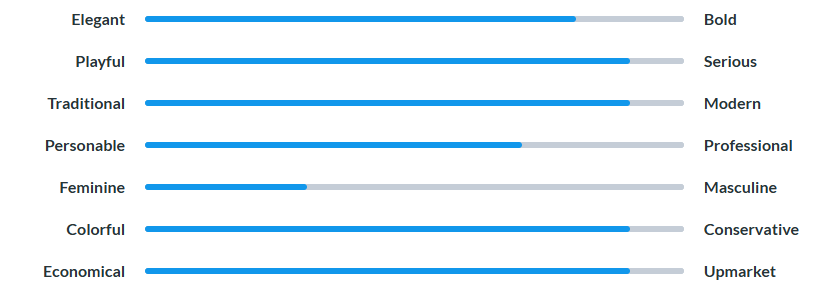 Elegant Bold
Playful Serious
Traditional Modern
Personable Professional
Feminine Masculine
Colorful Conservative
Economical Upmarket